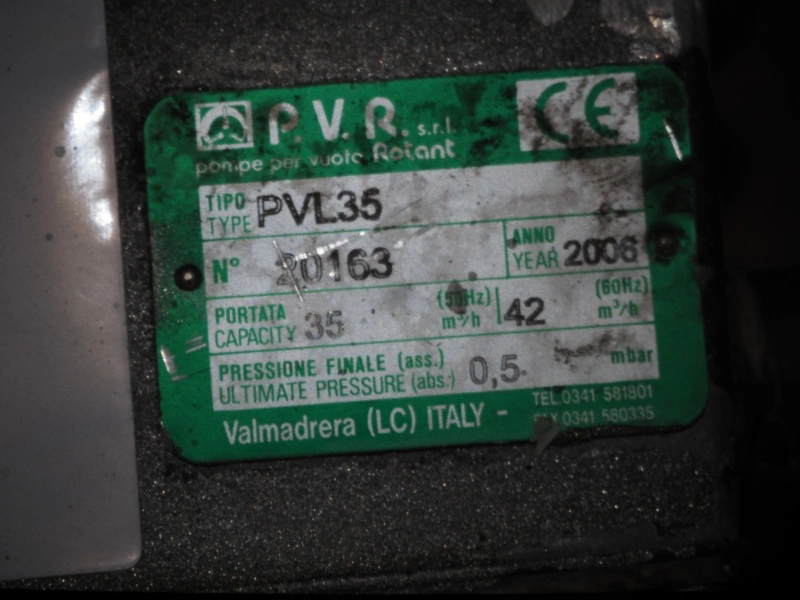 P.V.R. s.r.l. CE
pompe per vuoto Rotant
TIPO
TYPE PVL35
N° 20163 ANNO
YEAR 2006
PORTATA (50Hz) (60Hz)
CAPACITY 35 m³/h 42 m³/h
PRESSIONE FINALE (ass.) mbar
ULTIMATE PRESSURE (abs.) 0,5
Valmadrera (LC) ITALY - TEL.0341 581801
FAX 0341 580335